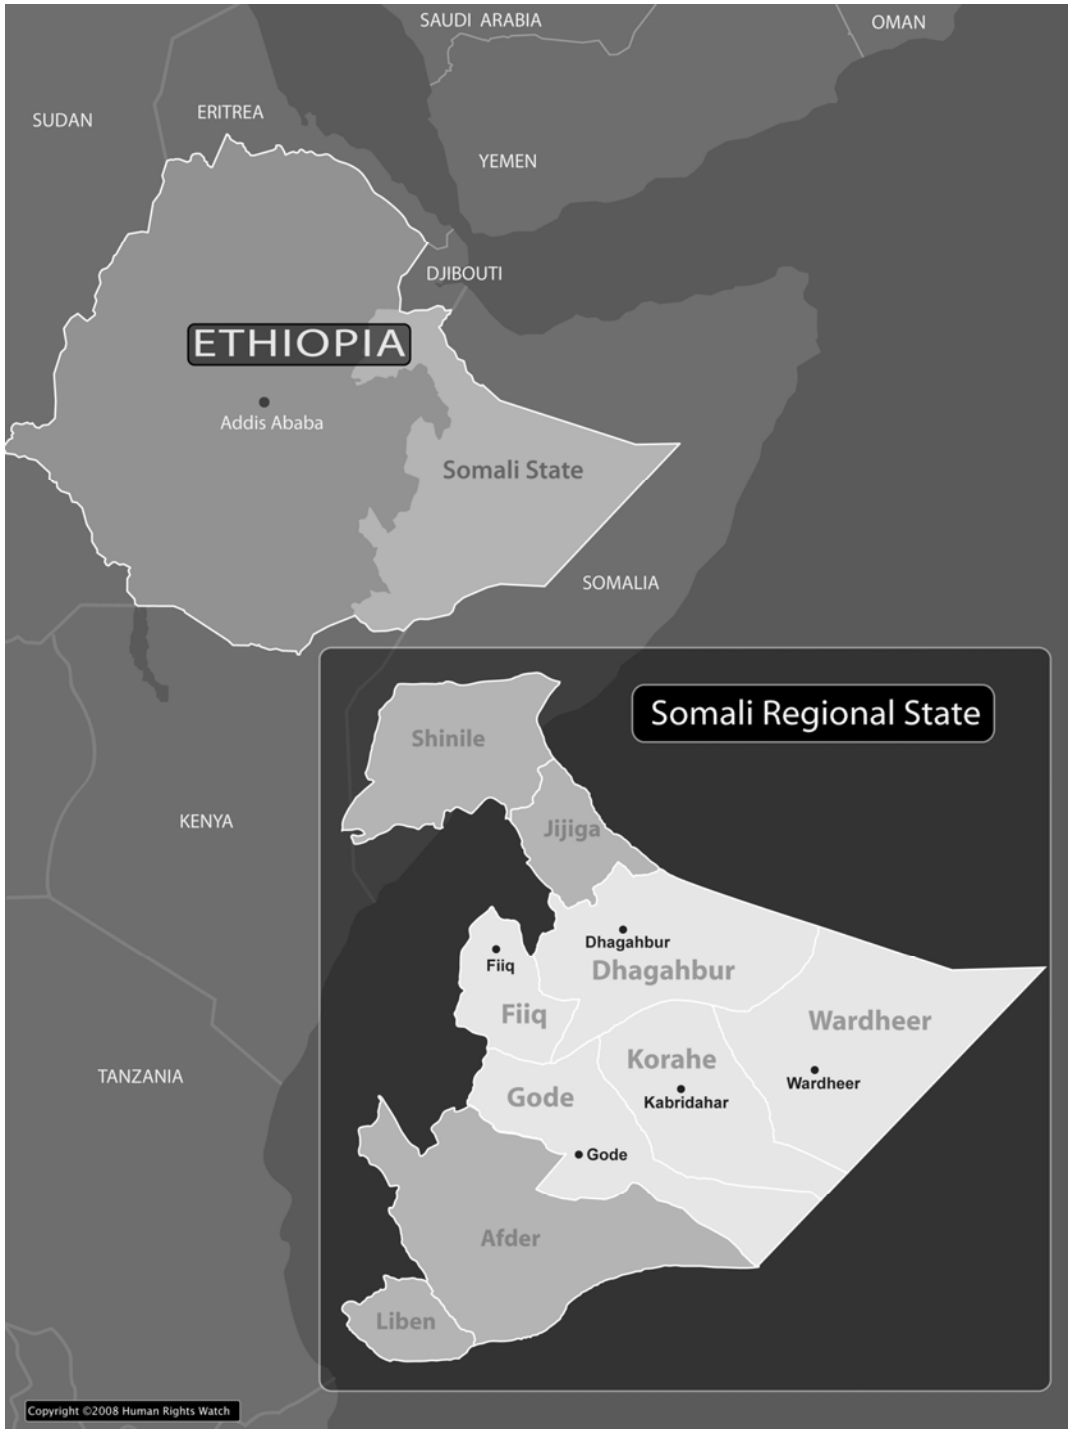 SAUDI ARABIA
OMAN
ERITREA
SUDAN
YEMEN
DJIBOUTI
ETHIOPIA
Addis Ababa
Somali State
SOMALIA
Somali Regional State
Shinile
KENYA
Jijiga
Dhagahbur
Fiiq
Dhagahbur
Fiiq
Wardheer
Korahe
TANZANIA
Wardheer
Gode
Kabridahar
Gode
Afder
Liben
Copyright ©2008 Human Rights Watch